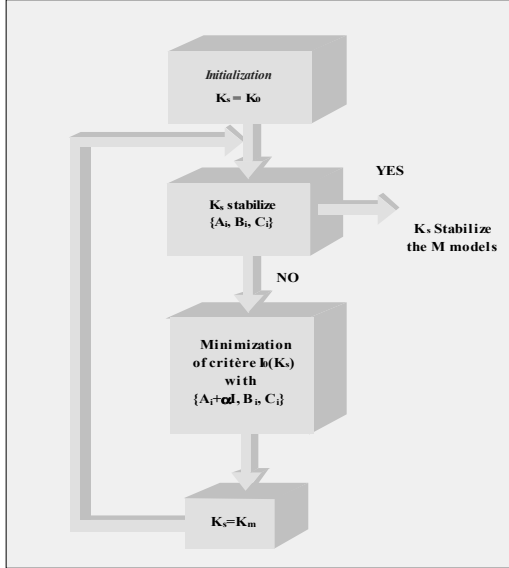 Initialization
Kₛ = K₀
Kₛ stabilize
{Aᵢ, Bᵢ, Cᵢ}
YES
Kₛ Stabilize
the M models
NO
Minimization
of critère I₀(Kₛ)
with
{Aᵢ+αI, Bᵢ, Cᵢ}
Kₛ=Kₘ